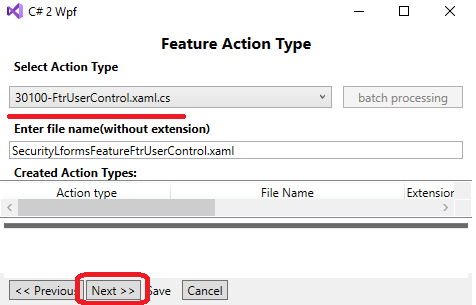 C# 2 Wpf
Feature Action Type
Select Action Type
30100-FtrUserControl.xaml.cs
batch processing
Enter file name(without extension)
SecurityLformsFeatureFtrUserControl.xaml
Created Action Types:
Action type File Name Extension
<< Previous Next >> Save Cancel